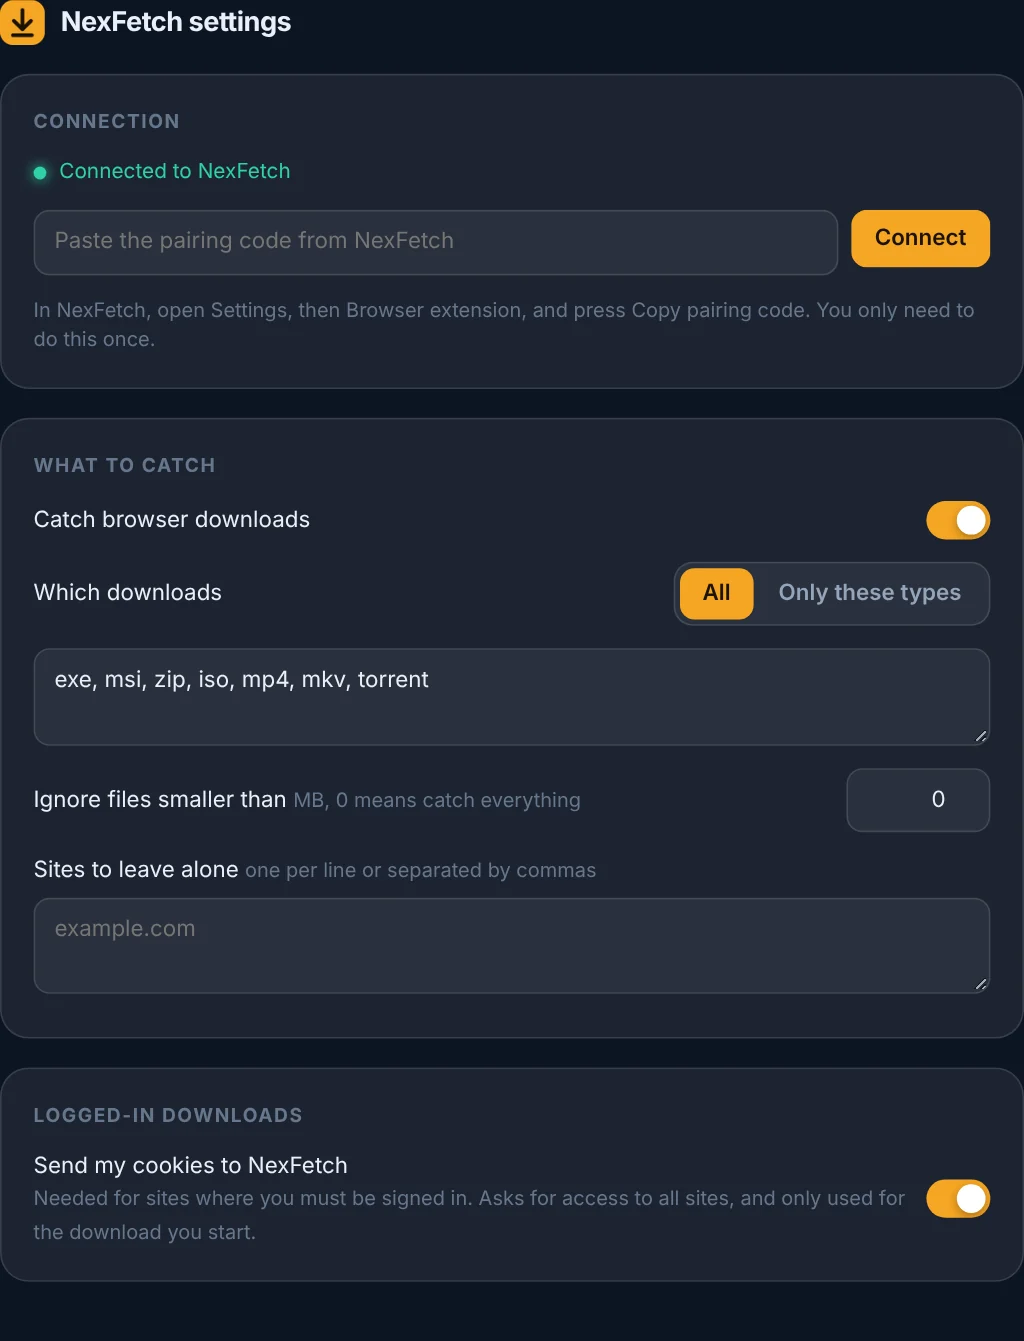 NexFetch settings
CONNECTION
Connected to NexFetch
Paste the pairing code from NexFetch
Connect
In NexFetch, open Settings, then Browser extension, and press Copy pairing code. You only need to
do this once.
WHAT TO CATCH
Catch browser downloads
Which downloads
All
Only these types
exe, msi, zip, iso, mp4, mkv, torrent
Ignore files smaller than MB, 0 means catch everything
0
Sites to leave alone one per line or separated by commas
example.com
LOGGED-IN DOWNLOADS
Send my cookies to NexFetch
Needed for sites where you must be signed in. Asks for access to all sites, and only used for
the download you start.